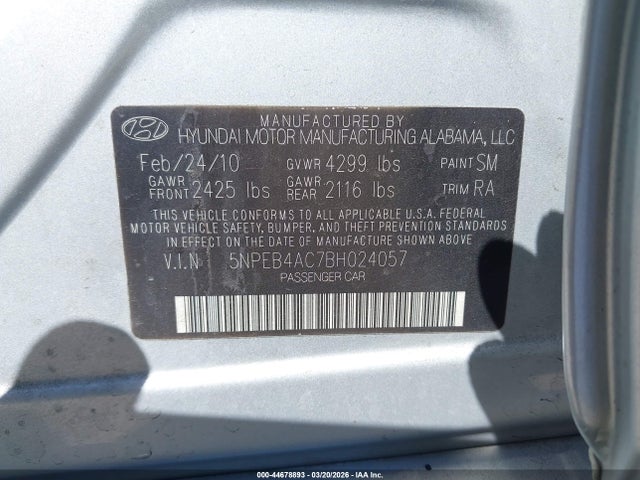 MANUFACTURED BY
HYUNDAI MOTOR MANUFACTURING ALABAMA, LLC
Feb/24/10 GVWR 4299 lbs PAINT SM
GAWR FRONT 2425 lbs GAWR REAR 2116 lbs TRIM RA
THIS VEHICLE CONFORMS TO ALL APPLICABLE U.S.A. FEDERAL
MOTOR VEHICLE SAFETY, BUMPER, AND THEFT PREVENTION
STANDARDS IN EFFECT ON THE DATE OF MANUFACTURE SHOWN ABOVE
V.I.N : 5NPEB4AC7BH024057
PASSENGER CAR
000-44678893 - 03/20/2026 - IAA Inc.